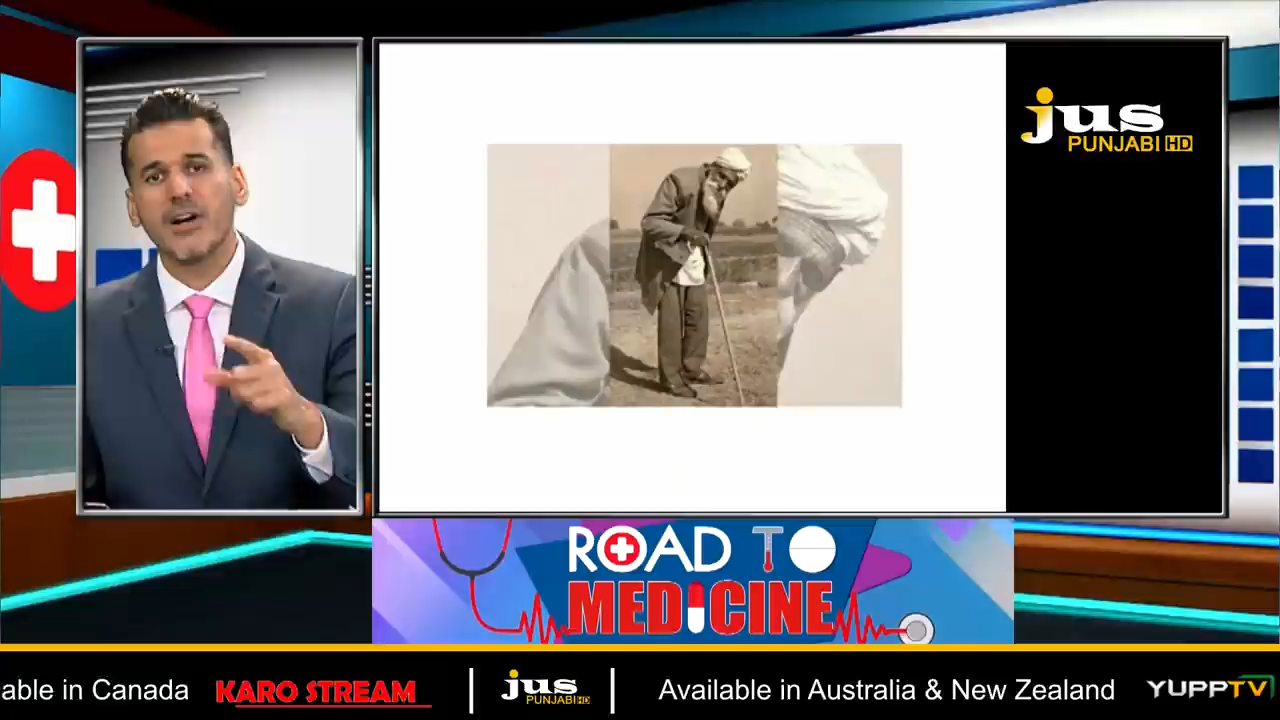 jus
PUNJABI HD
ROAD TO
MEDICINE
able in Canada KARO STREAM jus PUNJABI HD Available in Australia & New Zealand YUPPTV